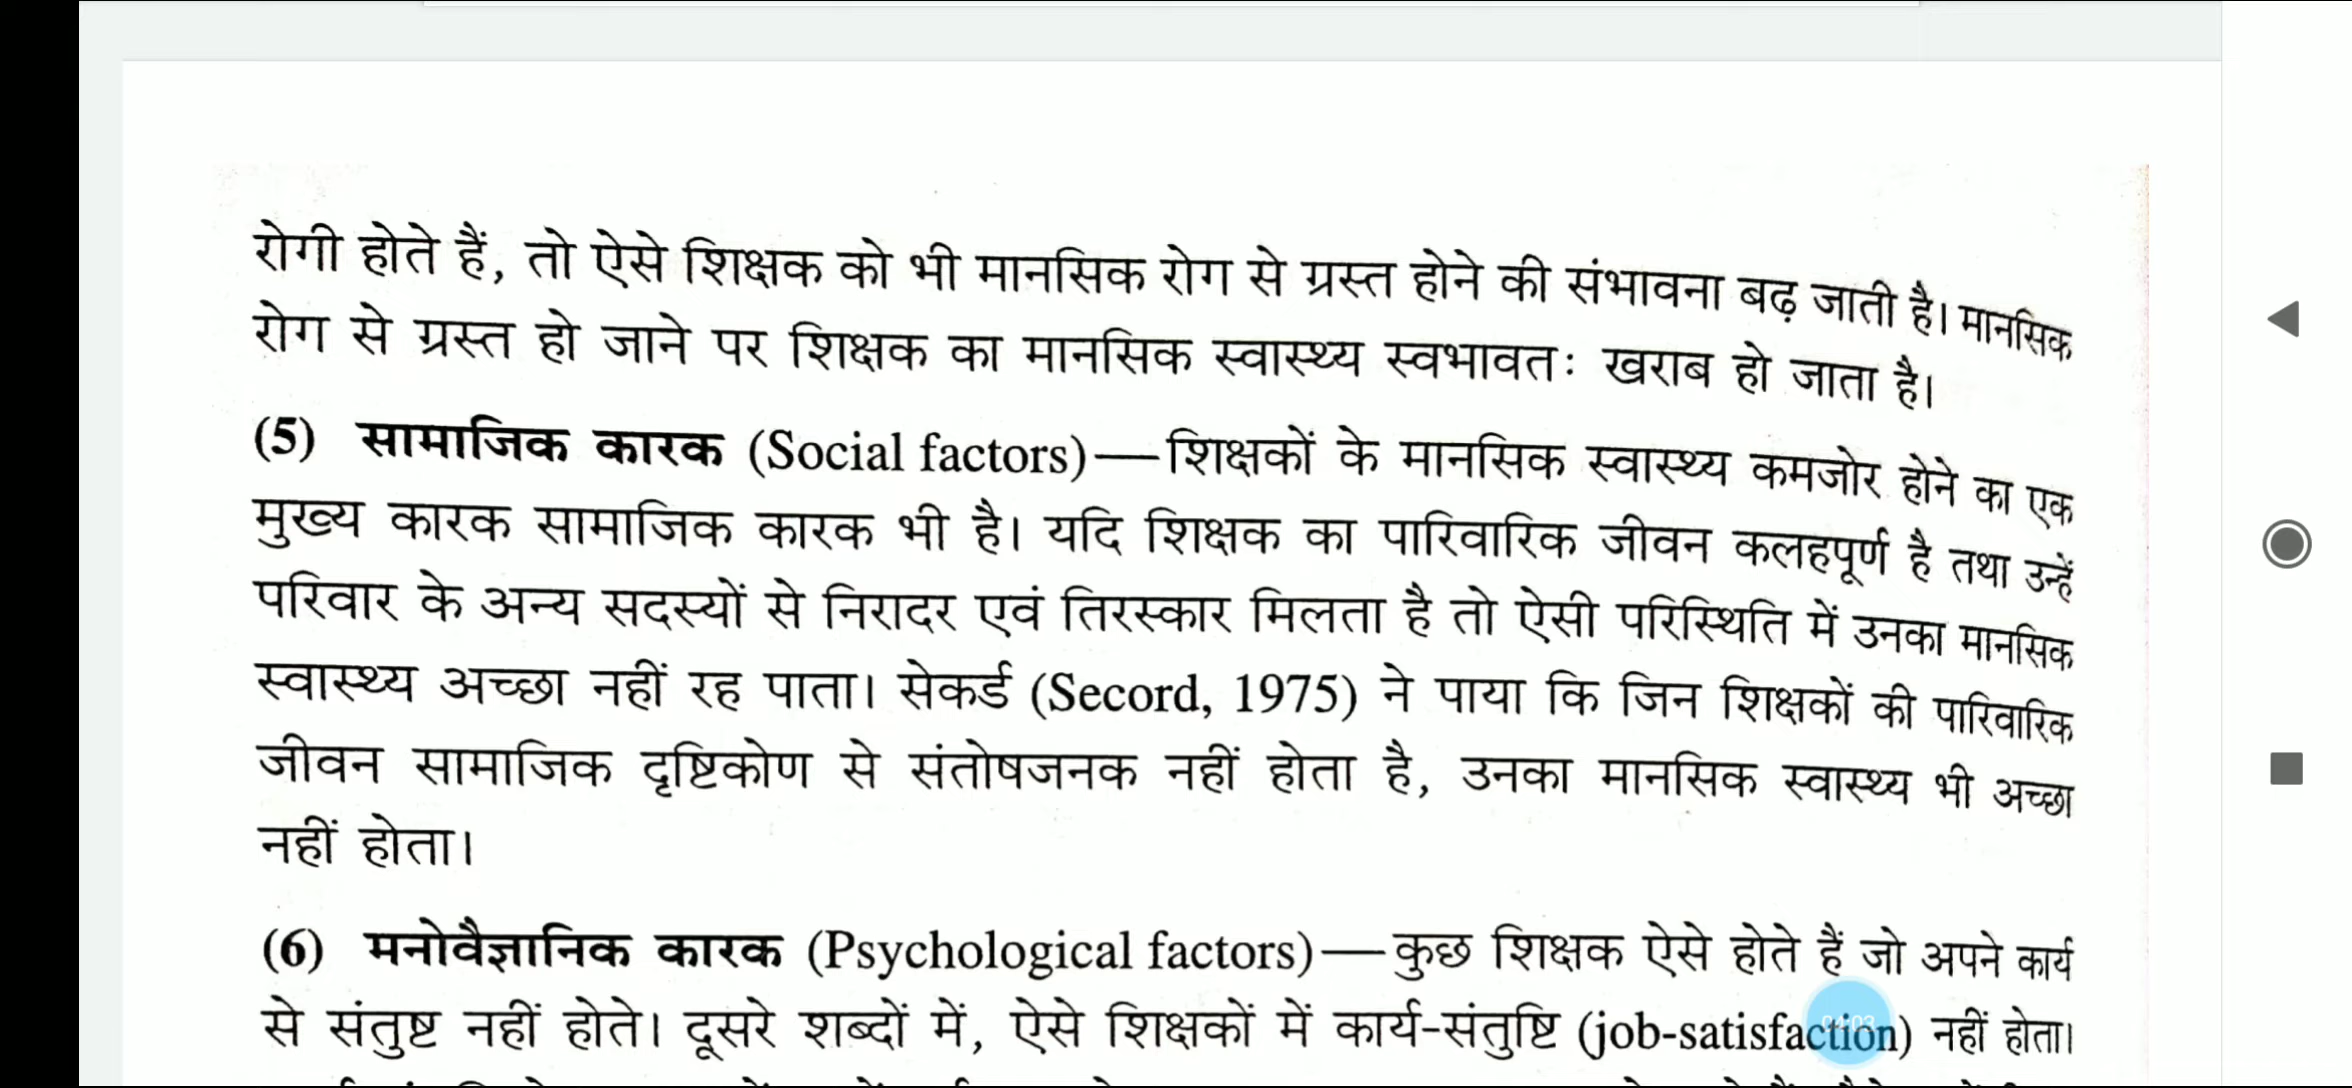 रोगी होते हैं, तो ऐसे शिक्षक को भी मानसिक रोग से ग्रस्त होने की संभावना बढ़ जाती है। मानसिक
रोग से ग्रस्त हो जाने पर शिक्षक का मानसिक स्वास्थ्य स्वभावतः खराब हो जाता है।
(5) सामाजिक कारक (Social factors)—शिक्षकों के मानसिक स्वास्थ्य कमजोर होने का एक
मुख्य कारक सामाजिक कारक भी है। यदि शिक्षक का पारिवारिक जीवन कलहपूर्ण है तथा उन्हें
परिवार के अन्य सदस्यों से निरादर एवं तिरस्कार मिलता है तो ऐसी परिस्थिति में उनका मानसिक
स्वास्थ्य अच्छा नहीं रह पाता। सेकर्ड (Secord, 1975) ने पाया कि जिन शिक्षकों की पारिवारिक
जीवन सामाजिक दृष्टिकोण से संतोषजनक नहीं होता है, उनका मानसिक स्वास्थ्य भी अच्छा
नहीं होता।
(6) मनोवैज्ञानिक कारक (Psychological factors)—कुछ शिक्षक ऐसे होते हैं जो अपने कार्य
से संतुष्ट नहीं होते। दूसरे शब्दों में, ऐसे शिक्षकों में कार्य-संतुष्टि (job-satisfaction) नहीं होता।
04:03